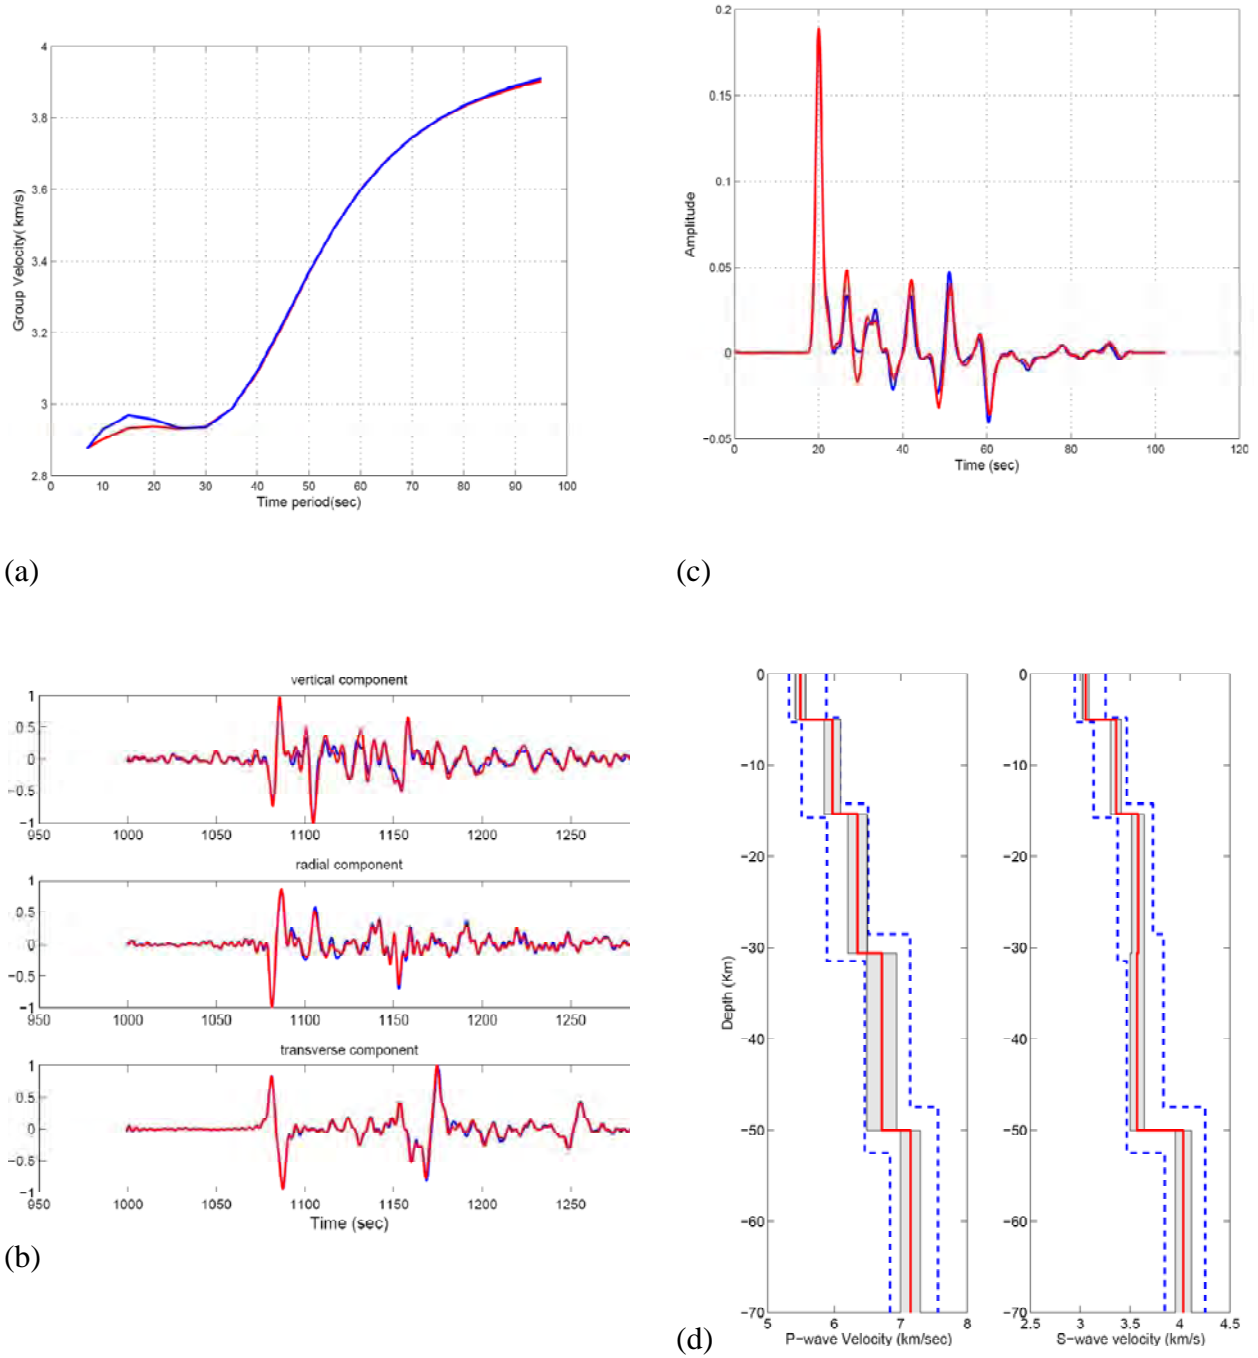 4
3.8
3.6
3.4
3.2
3
2.8
Group Velocity( km/s)
0 10 20 30 40 50 60 70 80 90 100
Time period(sec)
(a)
0.2
0.15
0.1
0.05
0
−0.05
Amplitude
0 20 40 60 80 100 120
Time (sec)
(c)
vertical component
1
0.5
0
−0.5
−1
950 1000 1050 1100 1150 1200 1250
radial component
1
0.5
0
−0.5
−1
950 1000 1050 1100 1150 1200 1250
transverse component
1
0.5
0
−0.5
−1
950 1000 1050 1100 1150 1200 1250
Time (sec)
(b)
0
−10
−20
−30
−40
−50
−60
−70
Depth (Km)
5 6 7 8
P−wave Velocity (km/sec)
0
−10
−20
−30
−40
−50
−60
−70
2.5 3 3.5 4 4.5
S−wave velocity (km/s)
(d)